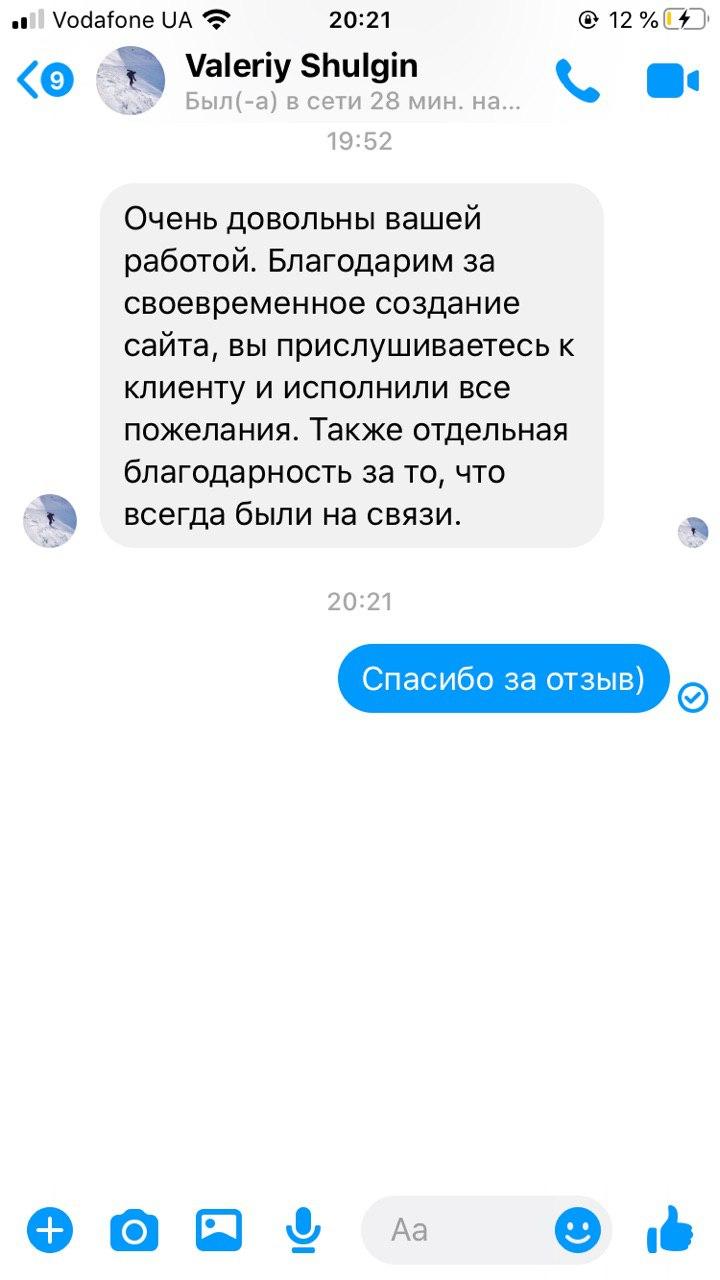 Vodafone UA 20:21 12 %
9 Valeriy Shulgin
Был(-а) в сети 28 мин. на...
19:52
Очень довольны вашей
работой. Благодарим за
своевременное создание
сайта, вы прислушиваетесь к
клиенту и исполнили все
пожелания. Также отдельная
благодарность за то, что
всегда были на связи.
20:21
Спасибо за отзыв)
Aa